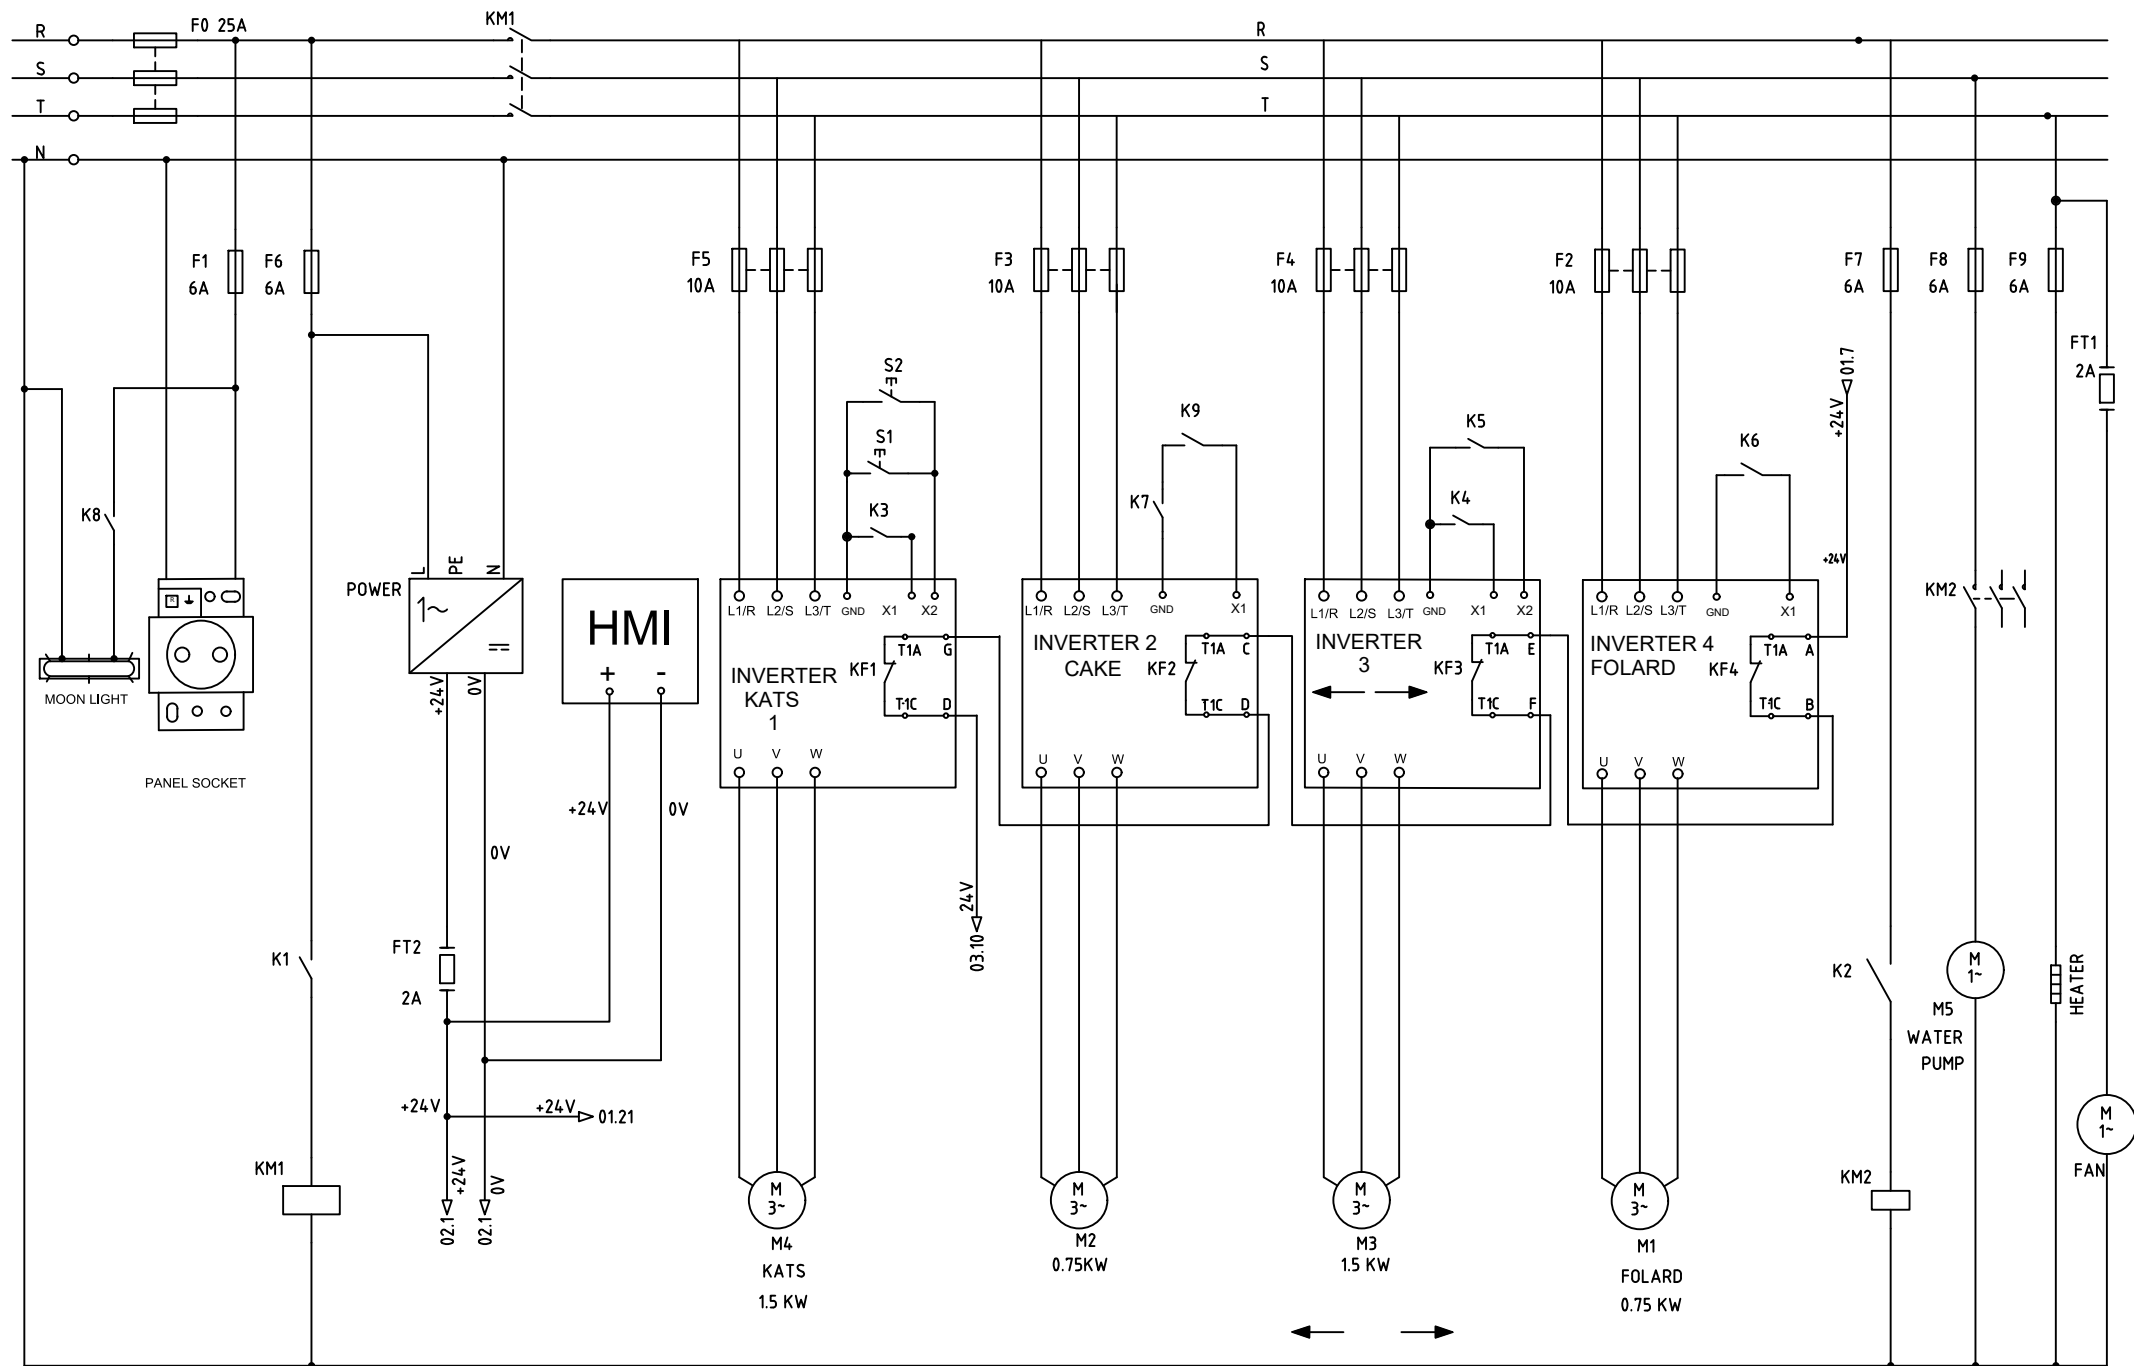 R
F0 25A
KM1
R
S
S
T
T
N
F1
6A
F6
6A
F5
10A
F3
10A
F4
10A
F2
10A
F7
6A
F8
6A
F9
6A
FT1
2A
01.7
+24V
+24V
S2
S1
K3
K9
K7
K5
K4
K6
K8
MOON LIGHT
R
PANEL SOCKET
POWER
L
PE
N
1~
+24V
0V
HMI
+ -
+24V
0V
0V
L1/R L2/S L3/T GND X1 X2
INVERTER
KATS
1
KF1
T1A G
T1C D
U V W
24V
03.10
L1/R L2/S L3/T GND X1
INVERTER 2
CAKE
KF2
T1A C
T1C D
U V W
L1/R L2/S L3/T GND X1 X2
INVERTER
3
KF3
T1A E
T1C F
U V W
L1/R L2/S L3/T GND X1
INVERTER 4
FOLARD
KF4
T1A A
T1C B
U V W
KM2
K1
FT2
2A
+24V
+24V
01.21
+24V
0V
02.1
02.1
KM1
M
3~
M4
KATS
1.5 KW
M
3~
M2
0.75KW
M
3~
M3
1.5 KW
M
3~
M1
FOLARD
0.75 KW
K2
KM2
M
1~
M5
WATER
PUMP
HEATER
M
1~
FAN